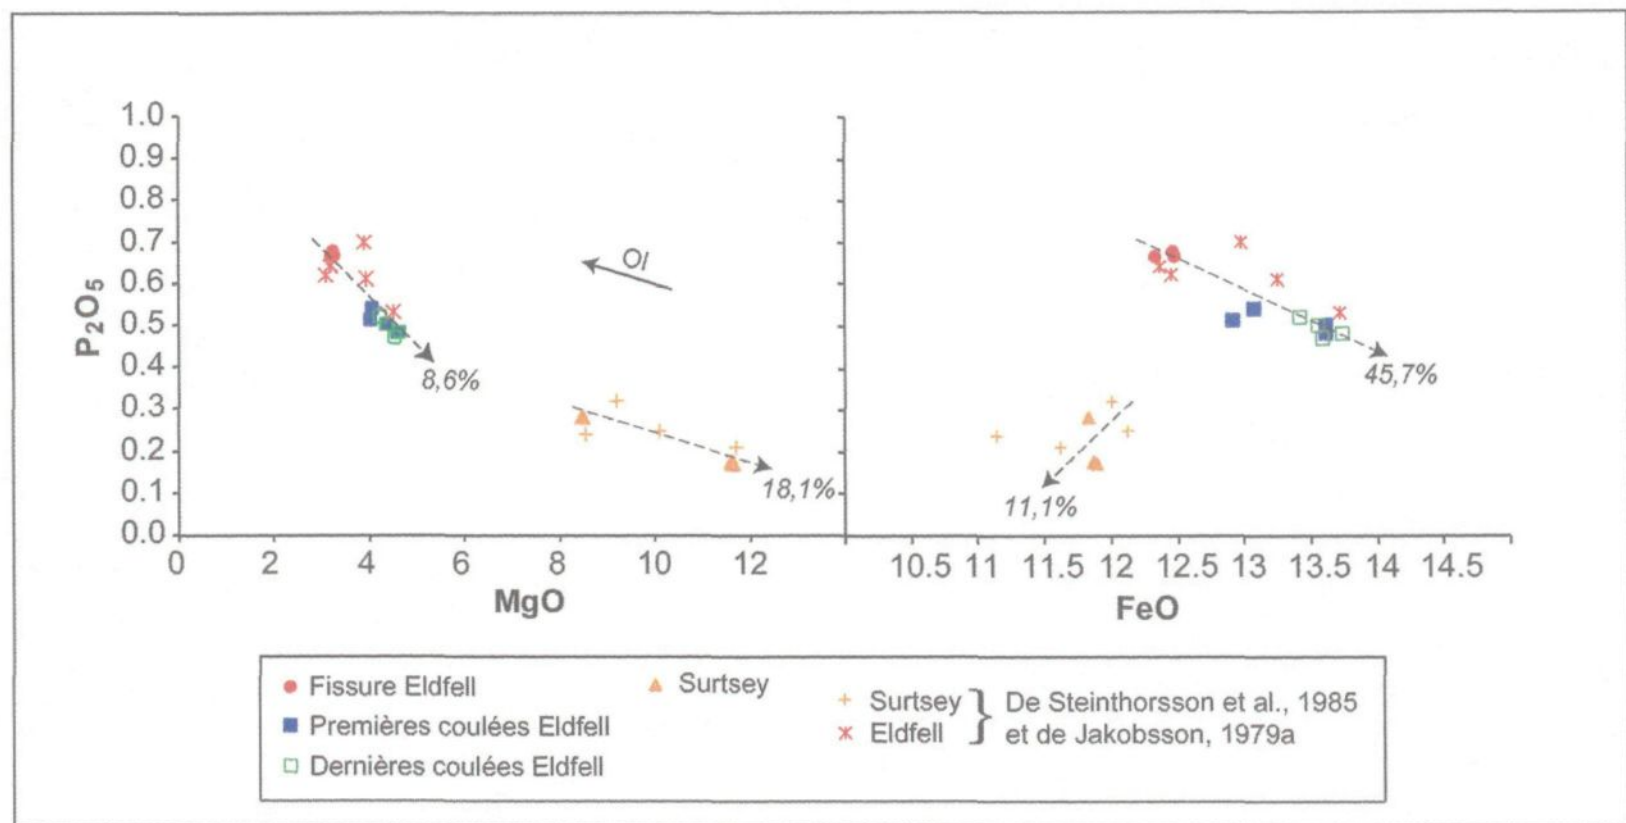 P2O5
1.0
0.9
0.8
0.7
0.6
0.5
0.4
0.3
0.2
0.1
0.0
Ol
8,6%
18,1%
45,7%
11,1%
0 2 4 6 8 10 12
MgO
10.5 11 11.5 12 12.5 13 13.5 14 14.5
FeO
Fissure Eldfell
Premières coulées Eldfell
Dernières coulées Eldfell
Surtsey
Surtsey
Eldfell
De Steinthorsson et al., 1985
et de Jakobsson, 1979a